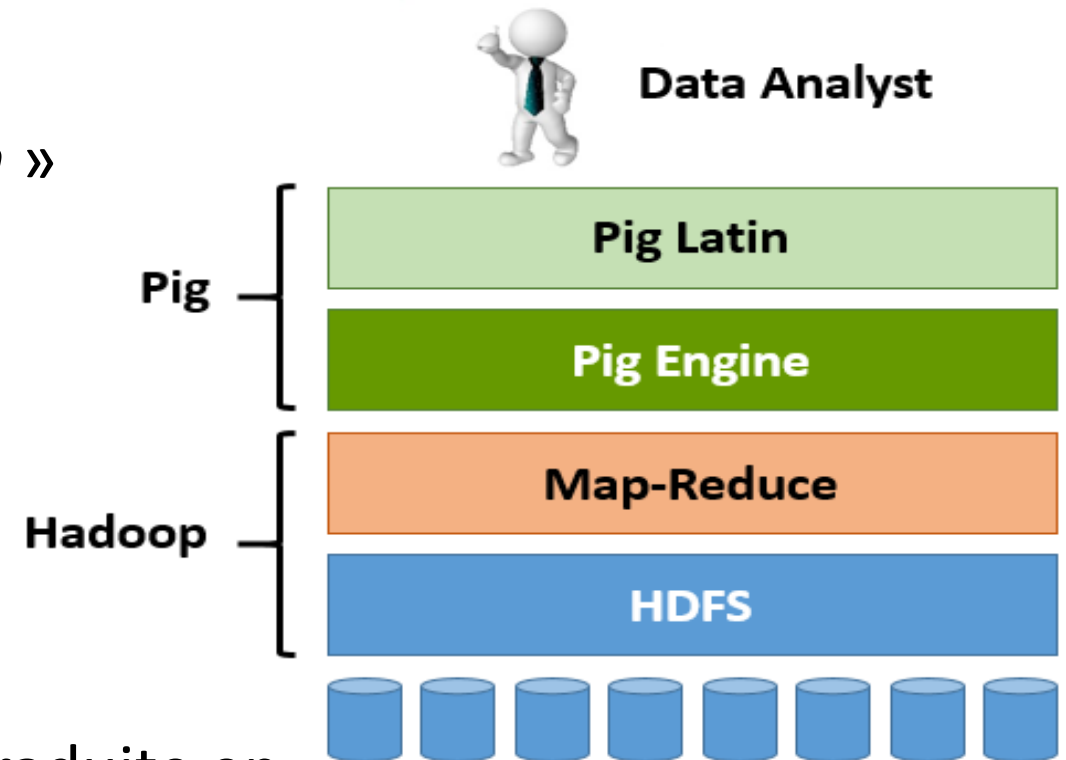 Data Analyst
»
Pig Latin
Pig
Pig Engine
Map-Reduce
Hadoop
HDFS